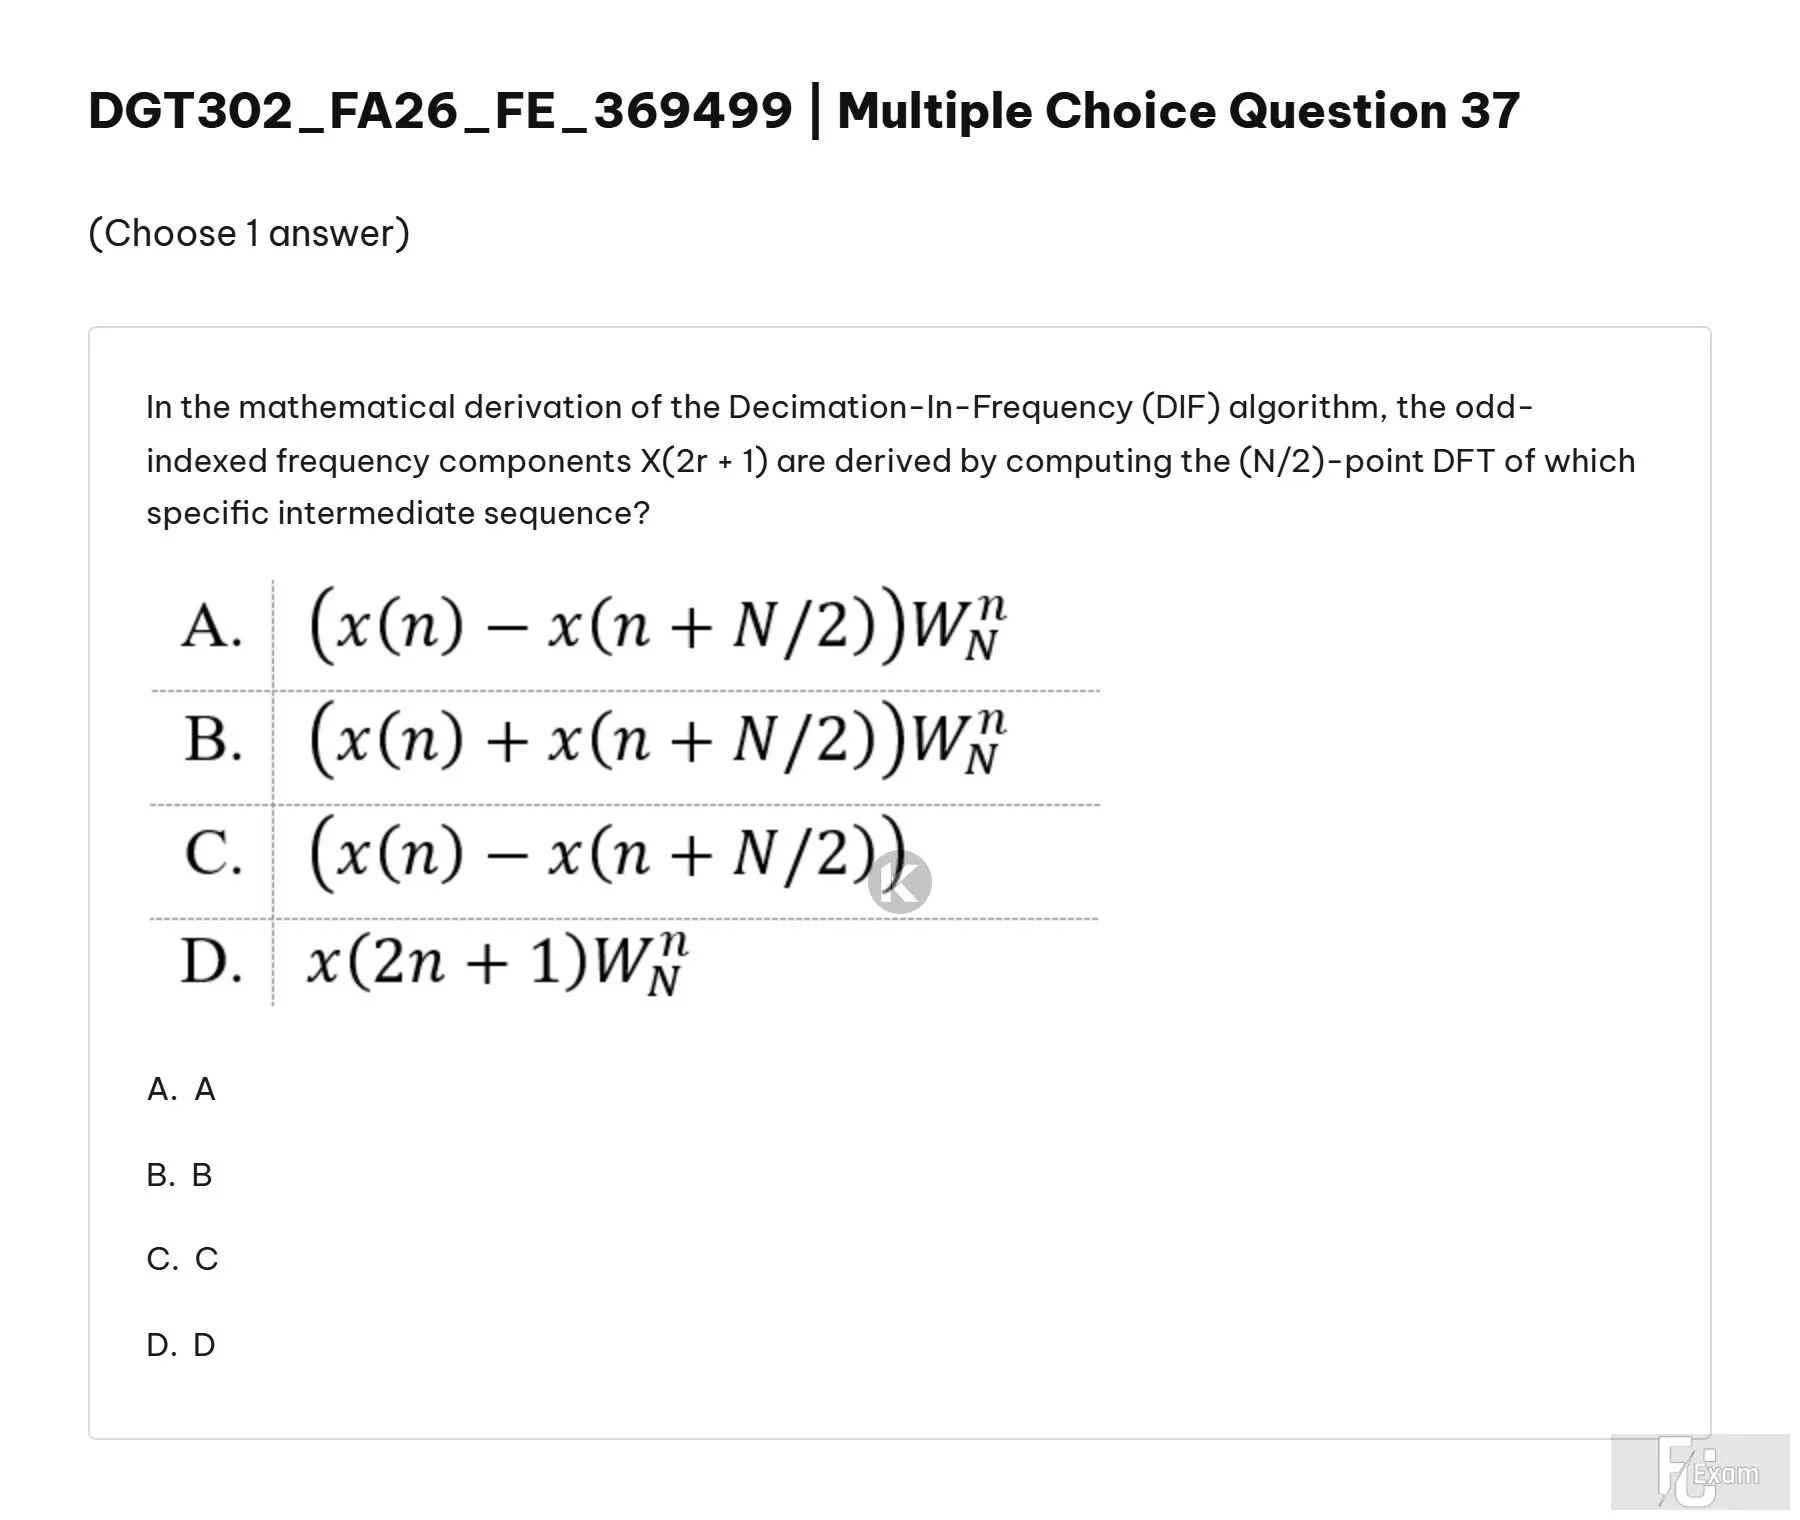 DGT302_FA26_FE_369499 | Multiple Choice Question 37
(Choose 1 answer)
In the mathematical derivation of the Decimation-In-Frequency (DIF) algorithm, the odd-
indexed frequency components X(2r + 1) are derived by computing the (N/2)-point DFT of which
specific intermediate sequence?
A. (x(n) − x(n + N/2))W_N^n
B. (x(n) + x(n + N/2))W_N^n
C. (x(n) − x(n + N/2))
D. x(2n + 1)W_N^n
A. A
B. B
C. C
D. D
FU Exam